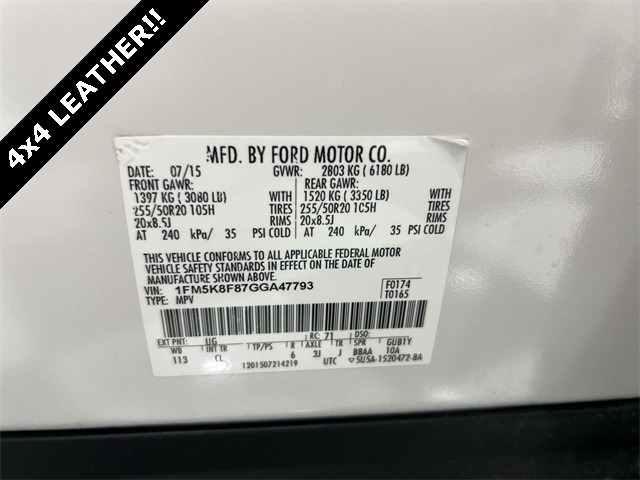 4x4 LEATHER!!
MFD. BY FORD MOTOR CO.
DATE: 07/15 GVWR: 2803 KG ( 6180 LB)
FRONT GAWR: REAR GAWR:
1397 KG ( 3080 LB) 1520 KG ( 3350 LB)
255/50R20 105H TIRES 255/50R20 105H TIRES
20x8.5J RIMS 20x8.5J RIMS
AT 240 kPa/ 35 PSI COLD AT 240 kPa/ 35 PSI COLD
THIS VEHICLE CONFORMS TO ALL APPLICABLE FEDERAL MOTOR
VEHICLE SAFETY AND THEFT PREVENTION STANDARDS IN EFFECT ON THE DATE OF
MANUFACTURE SHOWN ABOVE.
VIN: 1FM5K8F87GGA47793 F0174
TYPE: MPV T0165
EXT PNT: UG RC: 71 DSO:
WB INT TR TP/PS R AXLE TR SPR GUB1Y
113 CL 6 3J J BBAA 10A
1201507214219 UTC 5U5A-1520472-BA